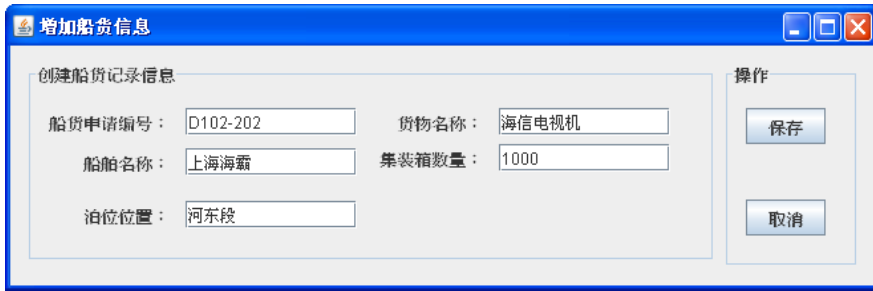 增加船货信息
创建船货记录信息
操作
船货申请编号： D102-202
货物名称： 海信电视机
保存
船舶名称： 上海海霸
集装箱数量： 1000
泊位位置： 河东段
取消